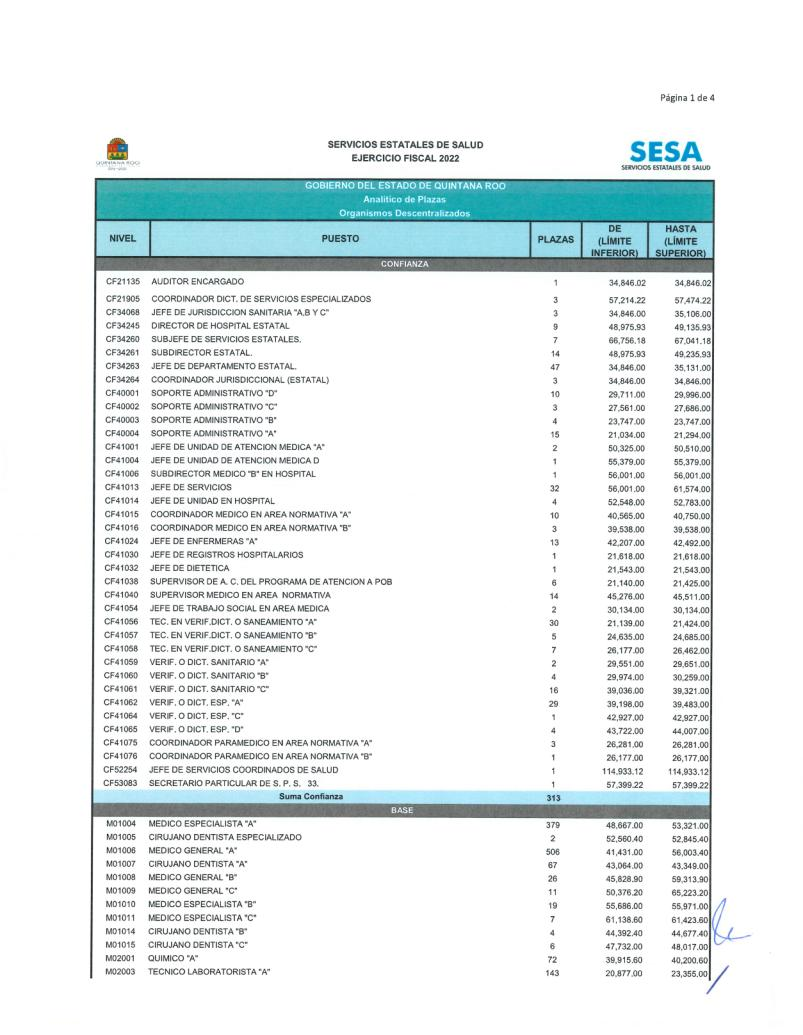 Página 1 de 4
QUINTANA ROO
SERVICIOS ESTATALES DE SALUD
EJERCICIO FISCAL 2022
SESA
SERVICIOS ESTATALES DE SALUD
GOBIERNO DEL ESTADO DE QUINTANA ROO
Analítico de Plazas
Organismos Descentralizados
NIVEL PUESTO PLAZAS DE (LÍMITE INFERIOR) HASTA (LÍMITE SUPERIOR)
CONFIANZA
CF21135 AUDITOR ENCARGADO 1 34,846.02 34,846.02
CF21905 COORDINADOR DICT. DE SERVICIOS ESPECIALIZADOS 3 57,214.22 57,474.22
CF34068 JEFE DE JURISDICCION SANITARIA "A,B Y C" 3 34,846.00 35,106.00
CF34245 DIRECTOR DE HOSPITAL ESTATAL 9 48,975.93 49,135.93
CF34260 SUBJEFE DE SERVICIOS ESTATALES. 7 66,756.18 67,041.18
CF34261 SUBDIRECTOR ESTATAL. 14 48,975.93 49,235.93
CF34263 JEFE DE DEPARTAMENTO ESTATAL. 47 34,846.00 35,131.00
CF34264 COORDINADOR JURISDICCIONAL (ESTATAL) 3 34,846.00 34,846.00
CF40001 SOPORTE ADMINISTRATIVO "D" 10 29,711.00 29,996.00
CF40002 SOPORTE ADMINISTRATIVO "C" 3 27,561.00 27,686.00
CF40003 SOPORTE ADMINISTRATIVO "B" 4 23,747.00 23,747.00
CF40004 SOPORTE ADMINISTRATIVO "A" 15 21,034.00 21,294.00
CF41001 JEFE DE UNIDAD DE ATENCION MEDICA "A" 2 50,325.00 50,510.00
CF41004 JEFE DE UNIDAD DE ATENCION MEDICA D 1 55,379.00 55,379.00
CF41006 SUBDIRECTOR MEDICO "B" EN HOSPITAL 1 56,001.00 56,001.00
CF41013 JEFE DE SERVICIOS 32 56,001.00 61,574.00
CF41014 JEFE DE UNIDAD EN HOSPITAL 4 52,548.00 52,783.00
CF41015 COORDINADOR MEDICO EN AREA NORMATIVA "A" 10 40,565.00 40,750.00
CF41016 COORDINADOR MEDICO EN AREA NORMATIVA "B" 3 39,538.00 39,538.00
CF41024 JEFE DE ENFERMERAS "A" 13 42,207.00 42,492.00
CF41030 JEFE DE REGISTROS HOSPITALARIOS 1 21,618.00 21,618.00
CF41032 JEFE DE DIETETICA 1 21,543.00 21,543.00
CF41038 SUPERVISOR DE A. C. DEL PROGRAMA DE ATENCION A POB 6 21,140.00 21,425.00
CF41040 SUPERVISOR MEDICO EN AREA NORMATIVA 14 45,276.00 45,511.00
CF41054 JEFE DE TRABAJO SOCIAL EN AREA MEDICA 2 30,134.00 30,134.00
CF41056 TEC. EN VERIF.DICT. O SANEAMIENTO "A" 30 21,139.00 21,424.00
CF41057 TEC. EN VERIF.DICT. O SANEAMIENTO "B" 5 24,635.00 24,685.00
CF41058 TEC. EN VERIF.DICT. O SANEAMIENTO "C" 7 26,177.00 26,462.00
CF41059 VERIF. O DICT. SANITARIO "A" 2 29,551.00 29,651.00
CF41060 VERIF. O DICT. SANITARIO "B" 4 29,974.00 30,259.00
CF41061 VERIF. O DICT. SANITARIO "C" 16 39,036.00 39,321.00
CF41062 VERIF. O DICT. ESP. "A" 29 39,198.00 39,483.00
CF41064 VERIF. O DICT. ESP. "C" 1 42,927.00 42,927.00
CF41065 VERIF. O DICT. ESP. "D" 4 43,722.00 44,007.00
CF41075 COORDINADOR PARAMEDICO EN AREA NORMATIVA "A" 3 26,281.00 26,281.00
CF41076 COORDINADOR PARAMEDICO EN AREA NORMATIVA "B" 1 26,177.00 26,177.00
CF52254 JEFE DE SERVICIOS COORDINADOS DE SALUD 1 114,933.12 114,933.12
CF53083 SECRETARIO PARTICULAR DE S. P. S. 33. 1 57,399.22 57,399.22
Suma Confianza 313
BASE
M01004 MEDICO ESPECIALISTA "A" 379 48,667.00 53,321.00
M01005 CIRUJANO DENTISTA ESPECIALIZADO 2 52,560.40 52,845.40
M01006 MEDICO GENERAL "A" 506 41,431.00 56,003.40
M01007 CIRUJANO DENTISTA "A" 67 43,064.00 43,349.00
M01008 MEDICO GENERAL "B" 26 45,828.90 59,313.90
M01009 MEDICO GENERAL "C" 11 50,376.20 65,223.20
M01010 MEDICO ESPECIALISTA "B" 19 55,686.00 55,971.00
M01011 MEDICO ESPECIALISTA "C" 7 61,138.60 61,423.60
M01014 CIRUJANO DENTISTA "B" 4 44,392.40 44,677.40
M01015 CIRUJANO DENTISTA "C" 6 47,732.00 48,017.00
M02001 QUIMICO "A" 72 39,915.60 40,200.60
M02003 TECNICO LABORATORISTA "A" 143 20,877.00 23,355.00